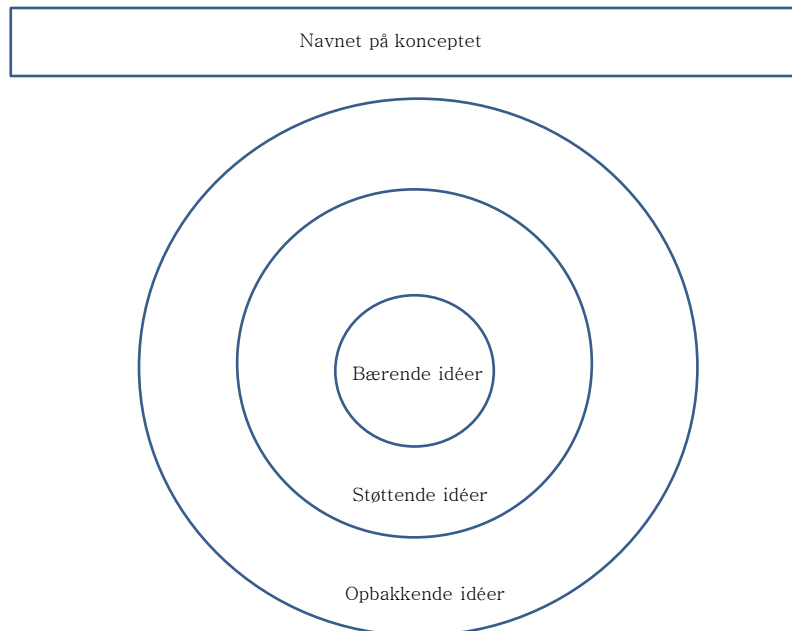 Navnet på konceptet
Bærende idéer
Støttende idéer
Opbakkende idéer